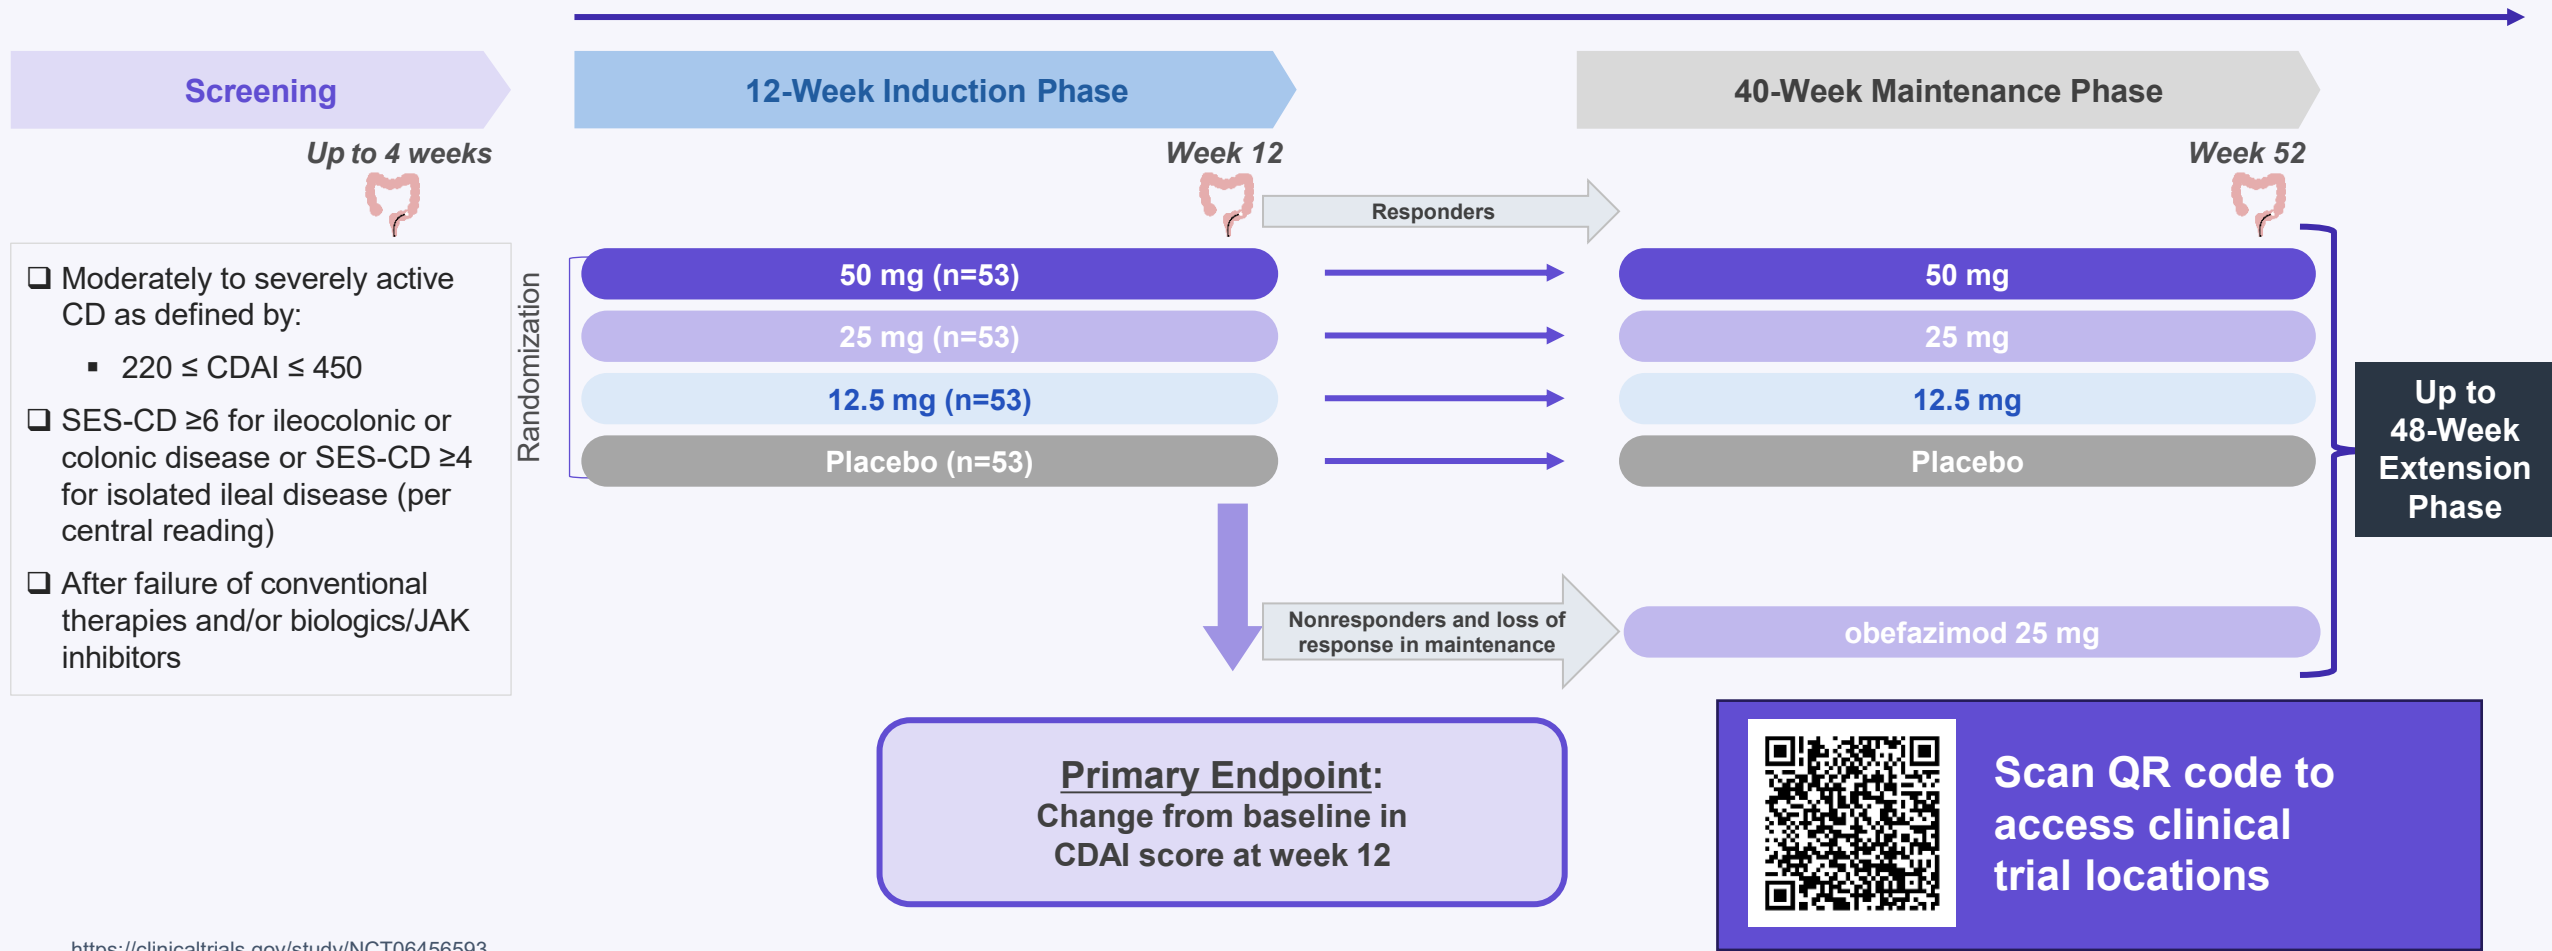 Screening
12-Week Induction Phase
40-Week Maintenance Phase
Up to 4 weeks
Week 12
Week 52
Responders
❑ Moderately to severely active
CD as defined by:
▪ 220 ≤ CDAI ≤ 450
❑ SES-CD ≥6 for ileocolonic or
colonic disease or SES-CD ≥4
for isolated ileal disease (per
central reading)
❑ After failure of conventional
therapies and/or biologics/JAK
inhibitors
Randomization
50 mg (n=53)
25 mg (n=53)
12.5 mg (n=53)
Placebo (n=53)
50 mg
25 mg
12.5 mg
Placebo
Up to
48-Week
Extension
Phase
Nonresponders and loss of
response in maintenance
obefazimod 25 mg
Primary Endpoint:
Change from baseline in
CDAI score at week 12
Scan QR code to
access clinical
trial locations
https://clinicaltrials.gov/study/NCT06456593